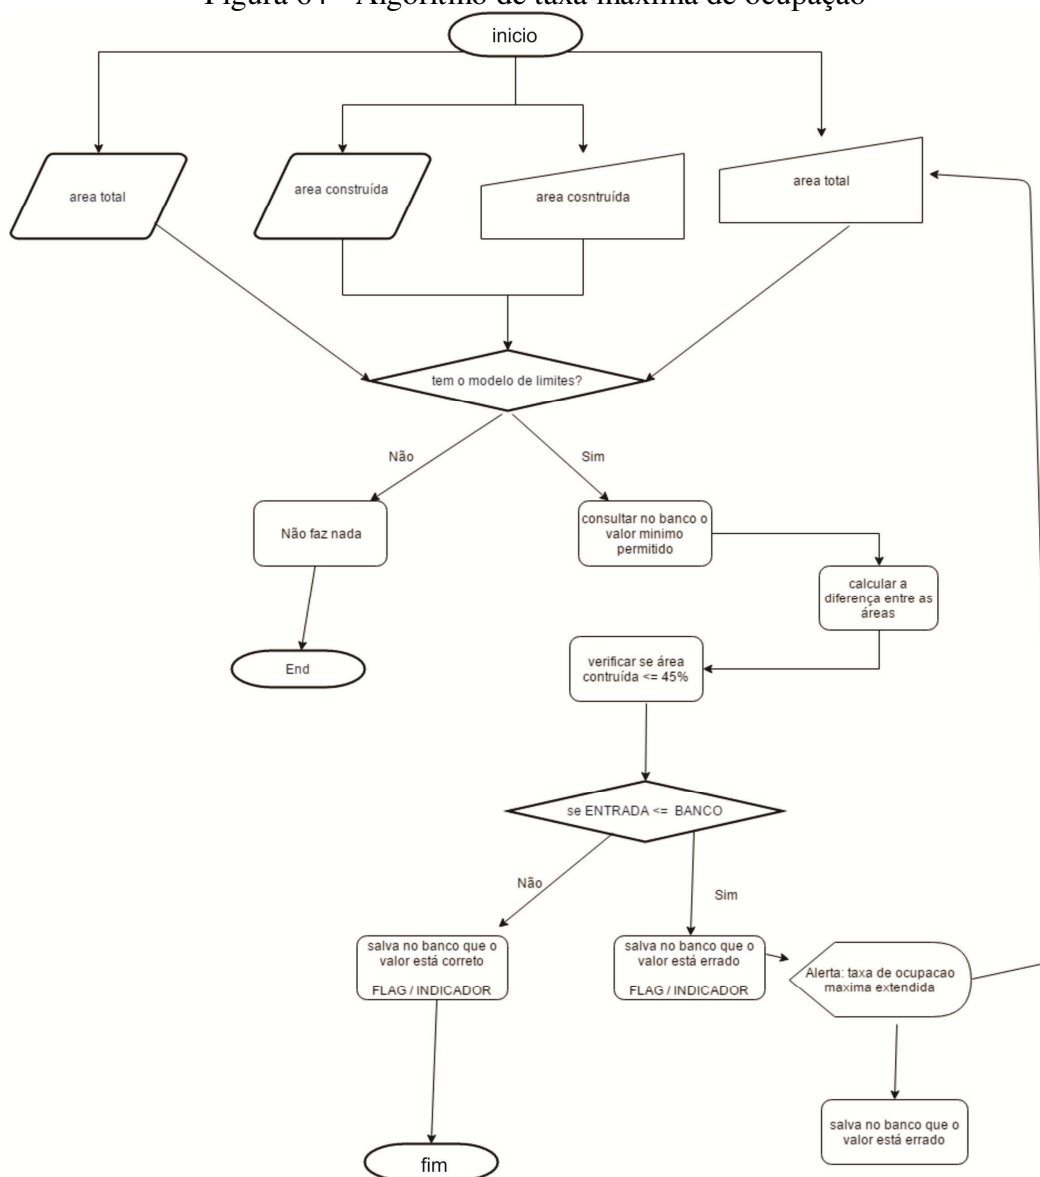 Figura 64 - Algoritmo de taxa máxima de ocupação
inicio
area total
area construída
area cosntruída
area total
tem o modelo de limites?
Não
Sim
Não faz nada
consultar no banco o
valor minimo
permitido
calcular a
diferença entre as
áreas
End
verificar se área
contruída <= 45%
se ENTRADA <= BANCO
Não
Sim
salva no banco que o
valor está correto
FLAG / INDICADOR
salva no banco que o
valor está errado
FLAG / INDICADOR
Alerta: taxa de ocupacao
maxima extendida
salva no banco que o
valor está errado
fim